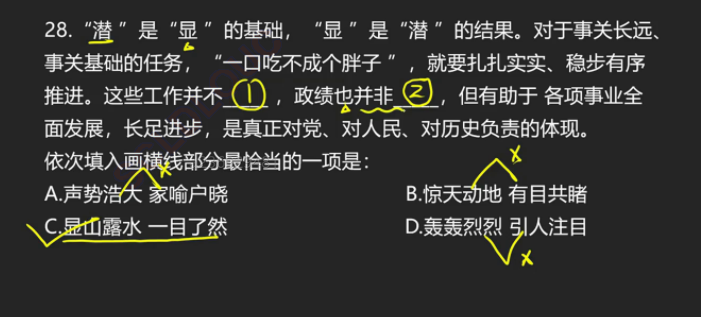 28. “潜 ” 是 “显 ” 的基础， “显 ” 是 “潜 ” 的结果。对于事关长远、
事关基础的任务， “一口吃不成个胖子 ” ，就要扎扎实实、稳步有序
推进。这些工作并不 ① ，政绩也并非 ② ，但有助于 各项事业全
面发展，长足进步，是真正对党、对人民、对历史负责的体现。
依次填入画横线部分最恰当的一项是：
A.声势浩大 家喻户晓 B.惊天动地 有目共睹
C.显山露水 一目了然 D.轰轰烈烈 引人注目